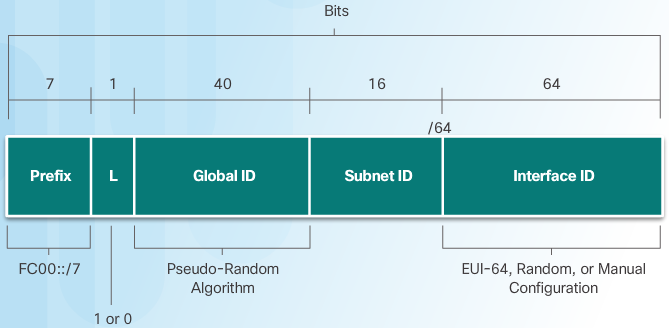 Bits
7 1 40 16 64
/64
Prefix L Global ID Subnet ID Interface ID
FC00::/7 Pseudo-Random EUI-64, Random, or Manual
Algorithm Configuration
1 or 0